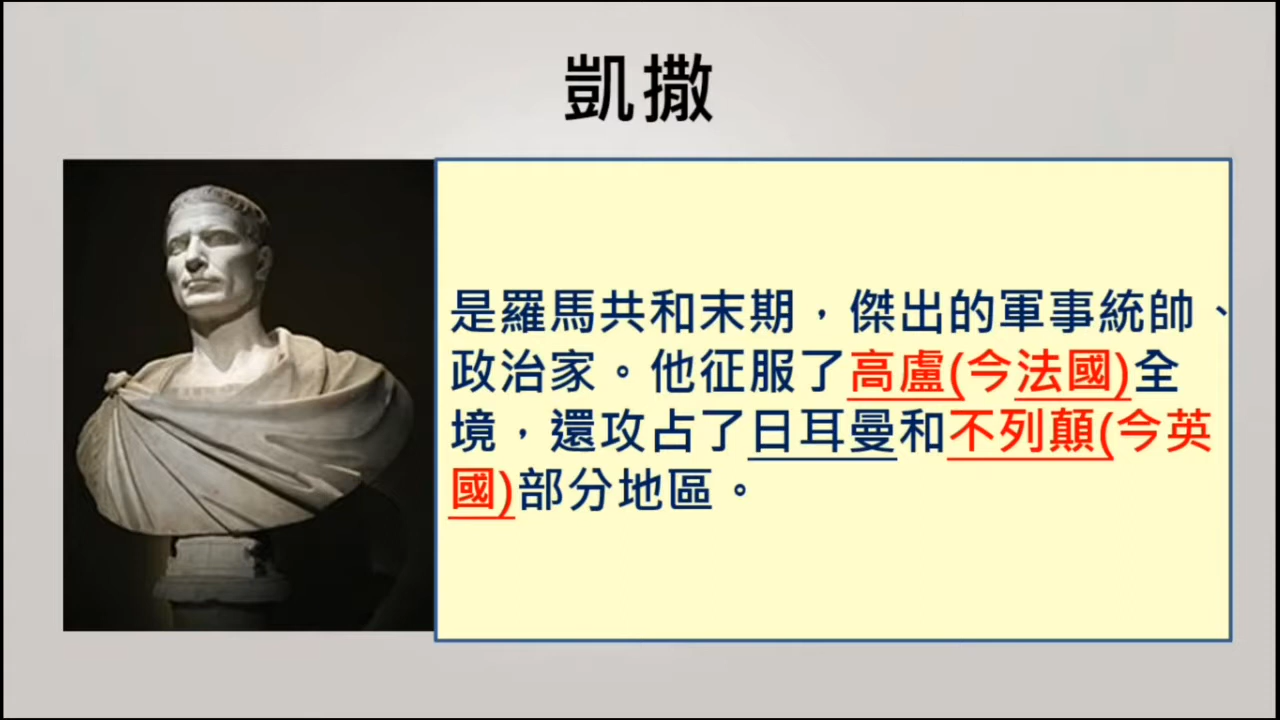 凱撒
是羅馬共和末期，傑出的軍事統帥、
政治家。他征服了高盧(今法國)全
境，還攻占了日耳曼和不列顛(今英
國)部分地區。